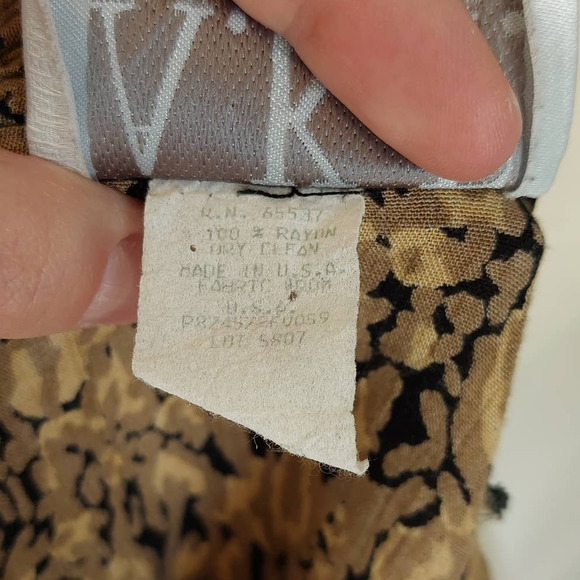 A.k.
R.N. 65537
100 % RAYON
DRY CLEAN
MADE IN U.S.A.
FABRIC FROM
U.S.A.
LOT 5807